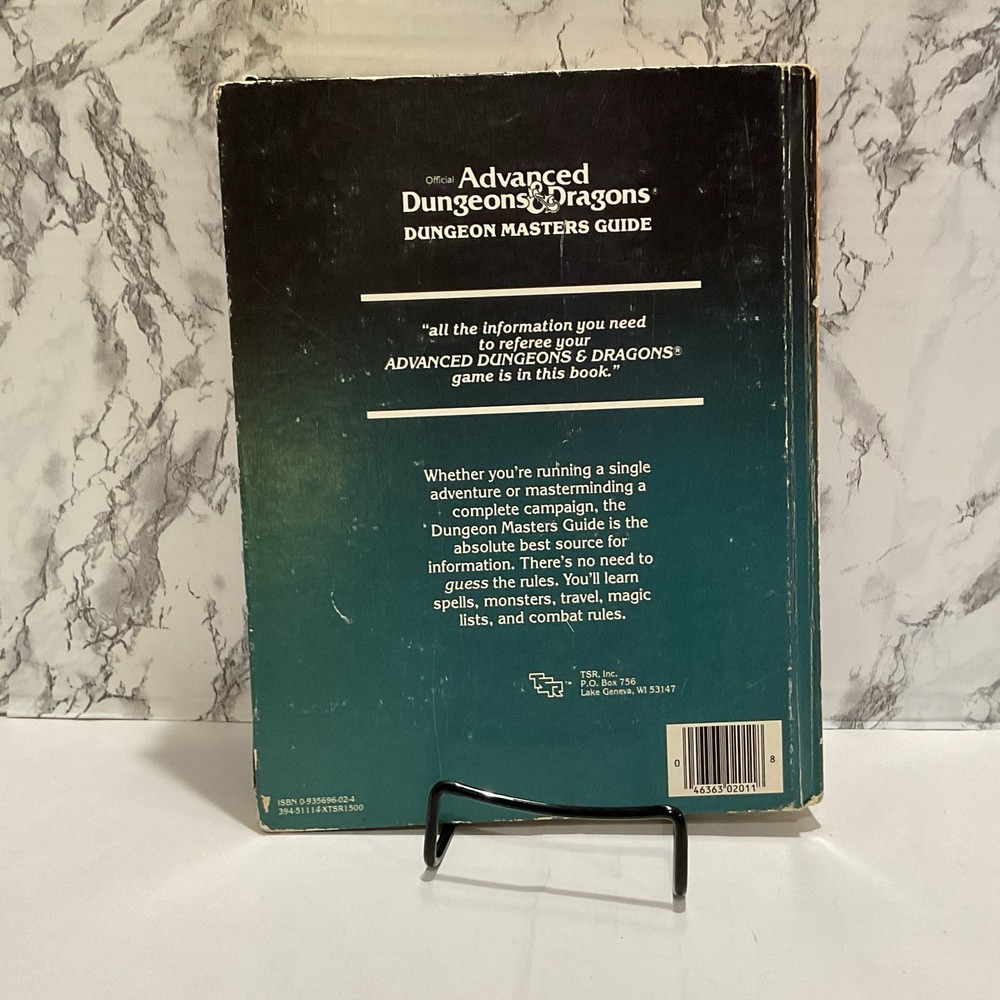 Official Advanced
Dungeons & Dragons®
DUNGEON MASTERS GUIDE
“all the information you need
to referee your
ADVANCED DUNGEONS & DRAGONS®
game is in this book.”
Whether you’re running a single
adventure or masterminding a
complete campaign, the
Dungeon Masters Guide is the
absolute best source for
information. There’s no need to
guess the rules. You’ll learn
spells, monsters, travel, magic
lists, and combat rules.
TSR™
TSR, Inc.
P.O. Box 756
Lake Geneva, WI 53147
0 46363 02011 8
ISBN 0-935696-02-4
394-51114-XTSR1500